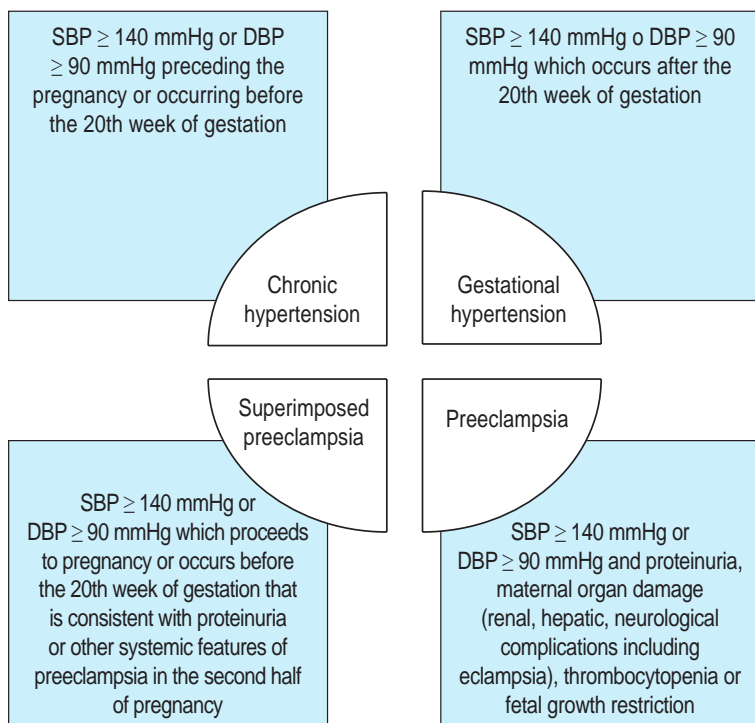 SBP ≥ 140 mmHg or DBP
≥ 90 mmHg preceding the
pregnancy or occurring before
the 20th week of gestation
SBP ≥ 140 mmHg o DBP ≥ 90
mmHg which occurs after the
20th week of gestation
Chronic
hypertension
Gestational
hypertension
Superimposed
preeclampsia
Preeclampsia
SBP ≥ 140 mmHg or
DBP ≥ 90 mmHg which proceeds
to pregnancy or occurs before
the 20th week of gestation that
is consistent with proteinuria
or other systemic features of
preeclampsia in the second half
of pregnancy
SBP ≥ 140 mmHg or
DBP ≥ 90 mmHg and proteinuria,
maternal organ damage
(renal, hepatic, neurological
complications including
eclampsia), thrombocytopenia or
fetal growth restriction